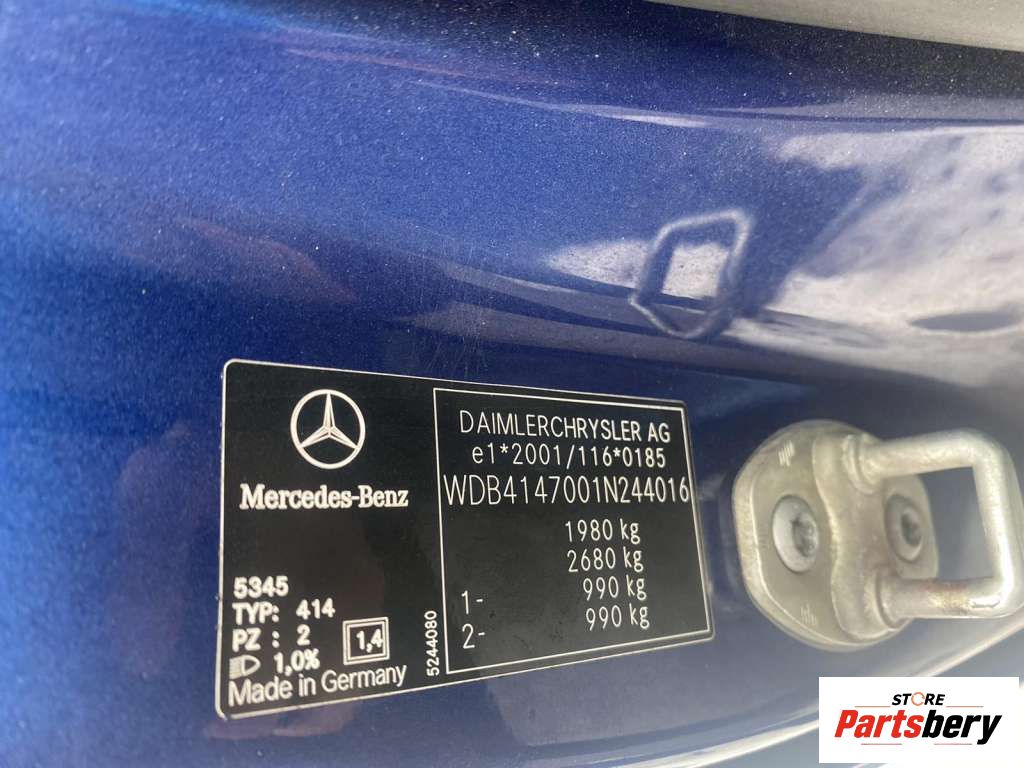 Mercedes-Benz
5345
TYP: 414
PZ : 2
1,0%
1,4
Made in Germany
5244080
DAIMLERCHRYSLER AG
e1*2001/116*0185
WDB4147001N244016
1980 kg
2680 kg
1- 990 kg
2- 990 kg
STORE
Partsbery